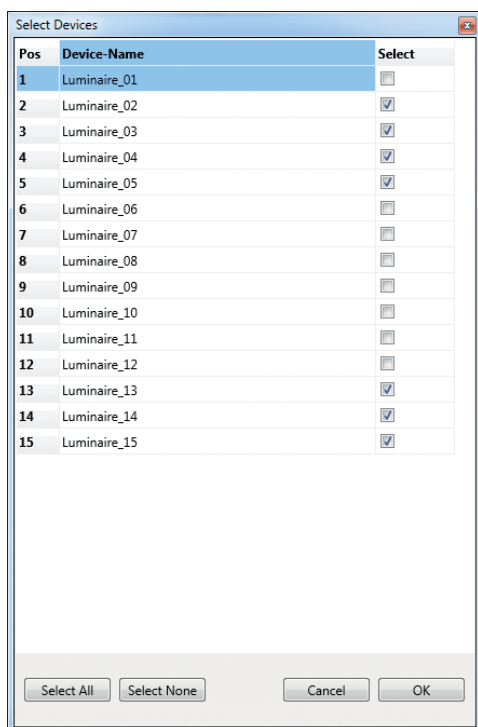 Select Devices
Pos Device-Name Select
1 Luminaire_01
2 Luminaire_02
3 Luminaire_03
4 Luminaire_04
5 Luminaire_05
6 Luminaire_06
7 Luminaire_07
8 Luminaire_08
9 Luminaire_09
10 Luminaire_10
11 Luminaire_11
12 Luminaire_12
13 Luminaire_13
14 Luminaire_14
15 Luminaire_15
Select All Select None Cancel OK